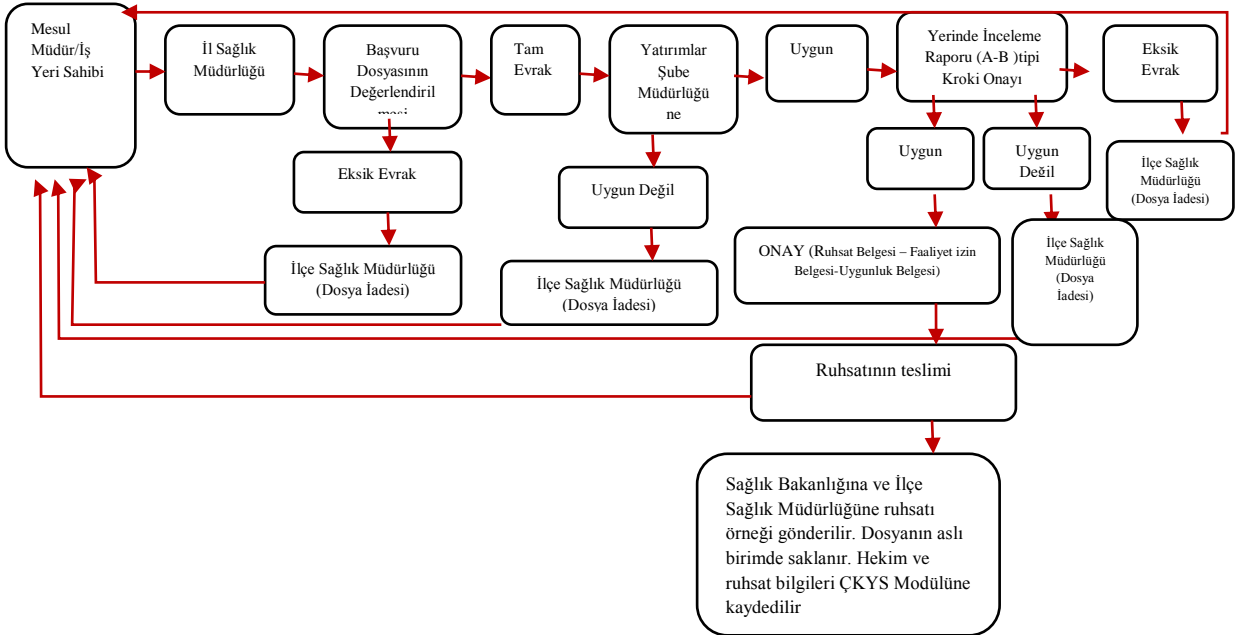 Mesul
Müdür/İş
Yeri Sahibi
İl Sağlık
Müdürlüğü
Başvuru
Dosyasının
Değerlendiril
mesi
Tam
Evrak
Yatırımlar
Şube
Müdürlüğü
ne
Uygun
Yerinde İnceleme
Raporu (A-B )tipi
Kroki Onayı
Eksik
Evrak
Eksik Evrak
Uygun Değil
Uygun
Uygun
Değil
İlçe Sağlık
Müdürlüğü
(Dosya İadesi)
İlçe Sağlık Müdürlüğü
(Dosya İadesi)
İlçe Sağlık Müdürlüğü
(Dosya İadesi)
ONAY (Ruhsat Belgesi – Faaliyet izin
Belgesi-Uygunluk Belgesi)
İlçe Sağlık
Müdürlüğü
(Dosya
İadesi)
Ruhsatının teslimi
Sağlık Bakanlığına ve İlçe
Sağlık Müdürlüğüne ruhsatı
örneği gönderilir. Dosyanın aslı
birimde saklanır. Hekim ve
ruhsat bilgileri ÇKYS Modülüne
kaydedilir